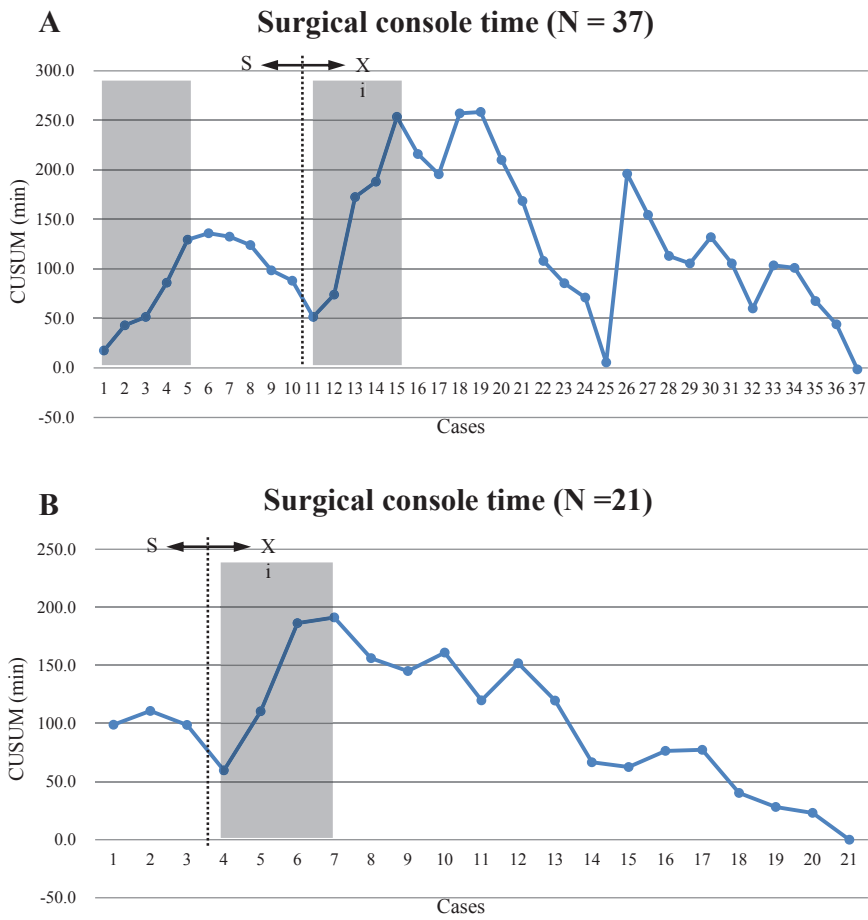 A
Surgical console time (N = 37)
S
X
i
300.0
250.0
200.0
150.0
100.0
50.0
0.0
-50.0
CUSUM (min)
1 2 3 4 5 6 7 8 9 10 11 12 13 14 15 16 17 18 19 20 21 22 23 24 25 26 27 28 29 30 31 32 33 34 35 36 37
Cases
B
Surgical console time (N =21)
S
X
i
250.0
200.0
150.0
100.0
50.0
0.0
-50.0
CUSUM (min)
1 2 3 4 5 6 7 8 9 10 11 12 13 14 15 16 17 18 19 20 21
Cases